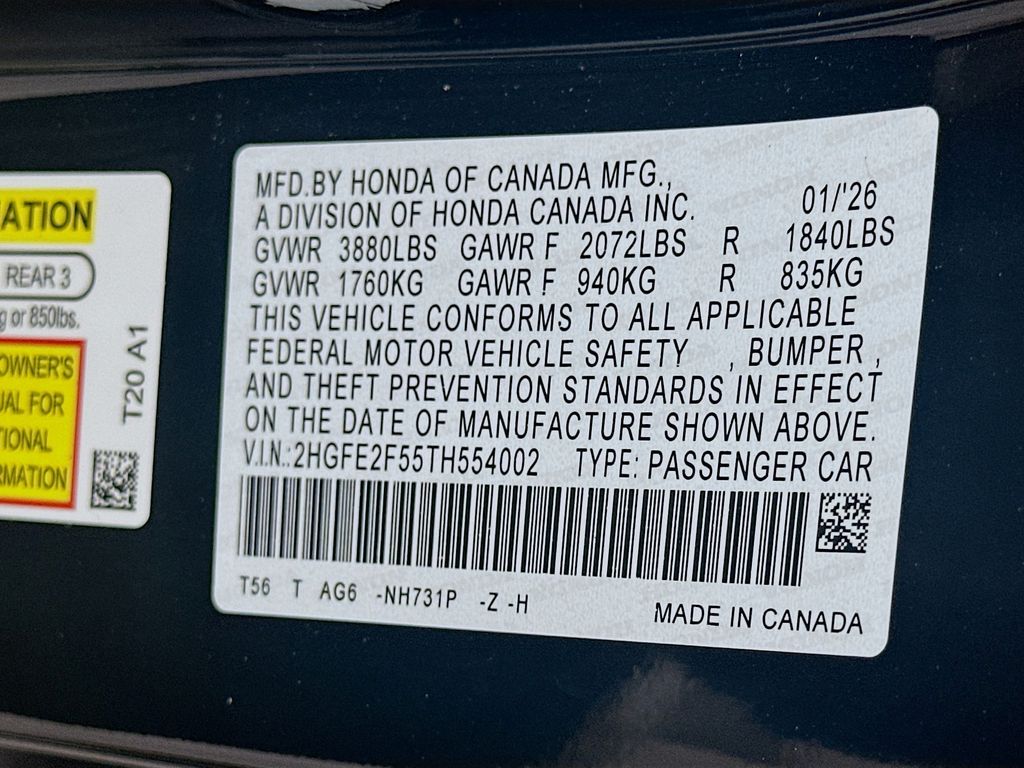 ATION
REAR 3
g or 850lbs.
OWNER'S
UAL FOR
TIONAL
RMATION
T20 A1
MFD.BY HONDA OF CANADA MFG.,
A DIVISION OF HONDA CANADA INC. 01/'26
GVWR 3880LBS GAWR F 2072LBS R 1840LBS
GVWR 1760KG GAWR F 940KG R 835KG
THIS VEHICLE CONFORMS TO ALL APPLICABLE
FEDERAL MOTOR VEHICLE SAFETY , BUMPER ,
AND THEFT PREVENTION STANDARDS IN EFFECT
ON THE DATE OF MANUFACTURE SHOWN ABOVE.
V.I.N.:2HGFE2F55TH554002 TYPE: PASSENGER CAR
T56 T AG6 -NH731P -Z -H
MADE IN CANADA